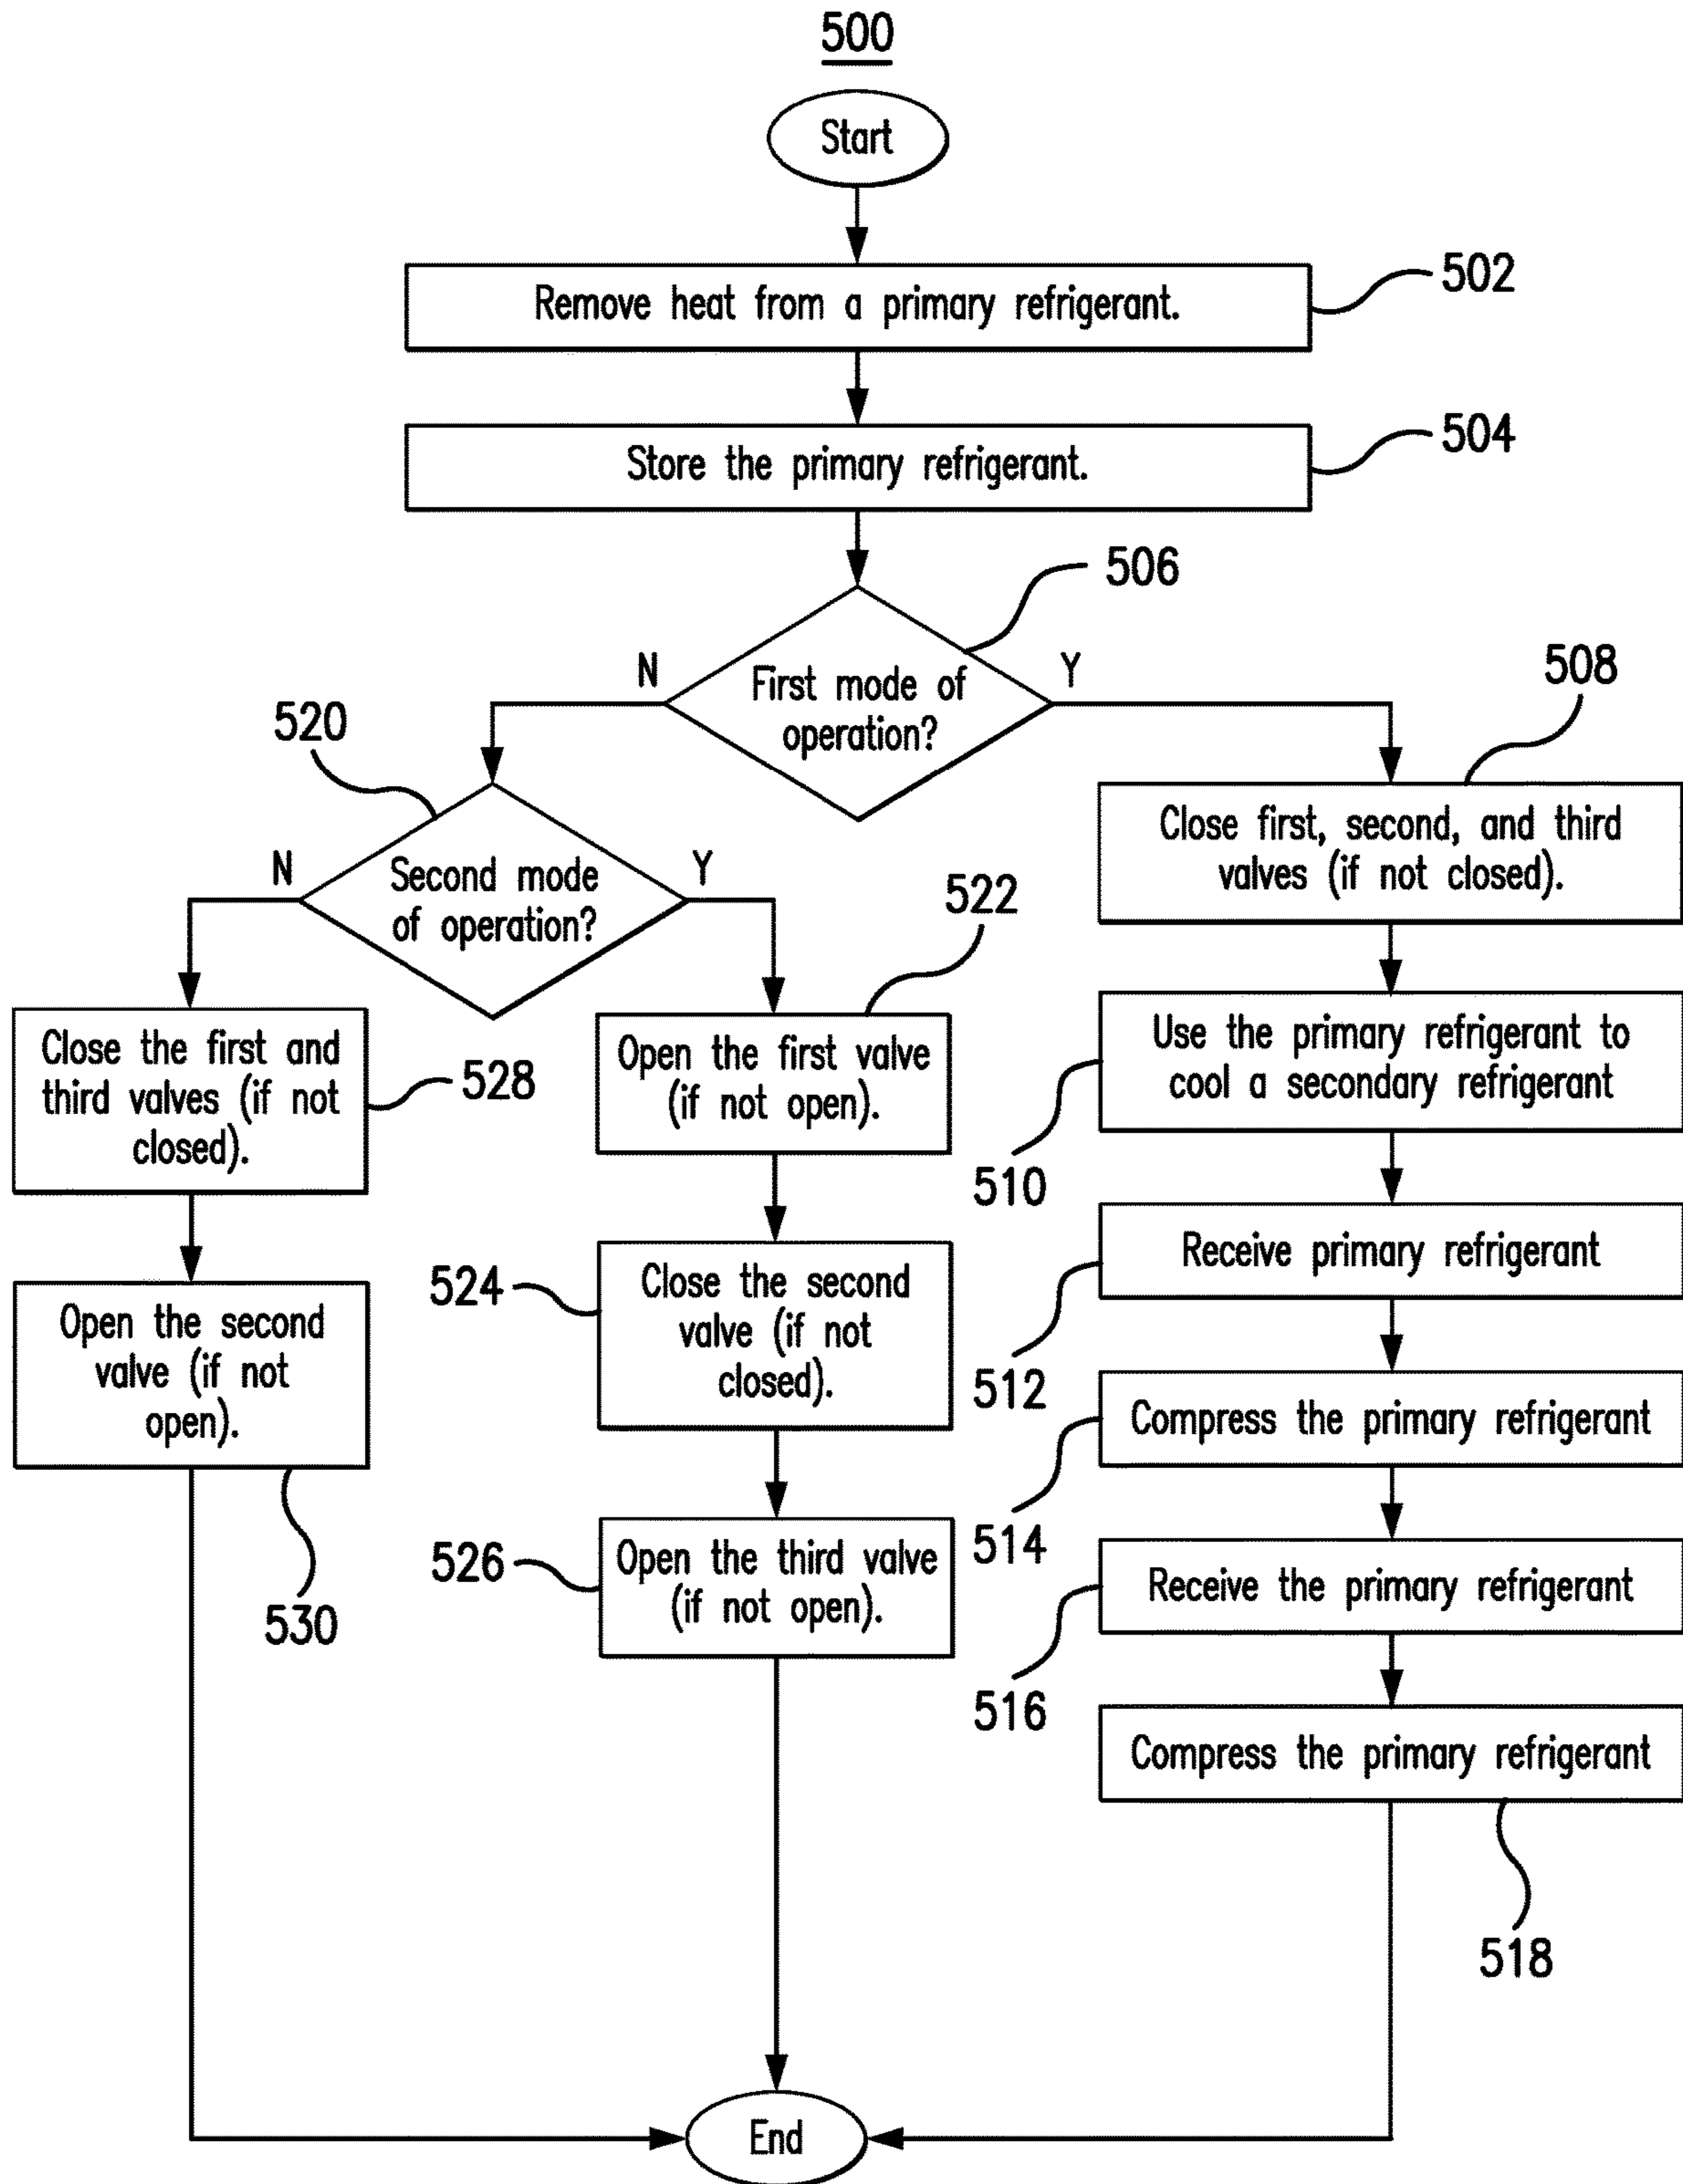 500
Start
Remove heat from a primary refrigerant.
502
Store the primary refrigerant.
504
506
First mode of
operation?
N
Y
508
Close first, second, and third
valves (if not closed).
520
Second mode
of operation?
N
Y
522
Use the primary refrigerant to
cool a secondary refrigerant
510
Close the first and
third valves (if not
closed).
528
Open the first valve
(if not open).
Receive primary refrigerant
512
Open the second
valve (if not
open).
530
524
Close the second
valve (if not
closed).
Compress the primary refrigerant
514
526
Open the third valve
(if not open).
Receive the primary refrigerant
516
Compress the primary refrigerant
518
End